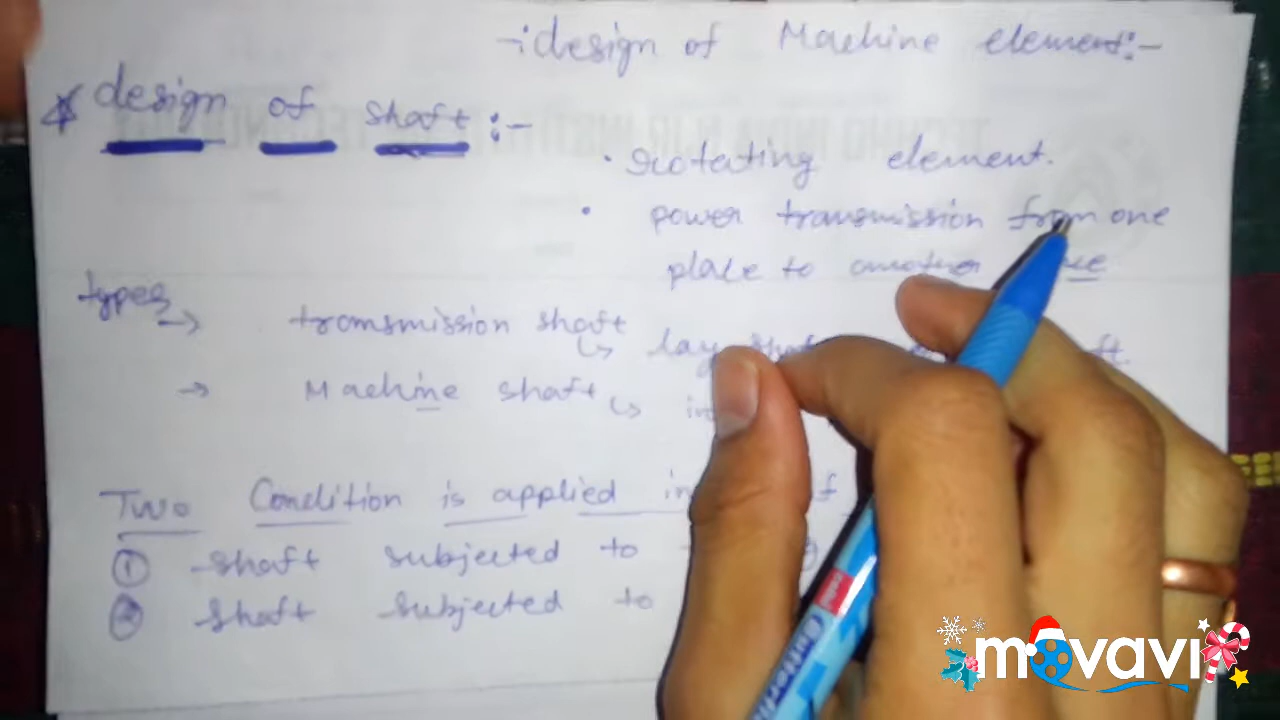 -: design of Machine element:-
* design of shaft :-
• rotating element.
• power transmission from one
place to another
types → transmission shaft ↳ lay
→ Machine shaft ↳
Two Condition is applied in
① shaft subjected to
② shaft subjected to
movavi